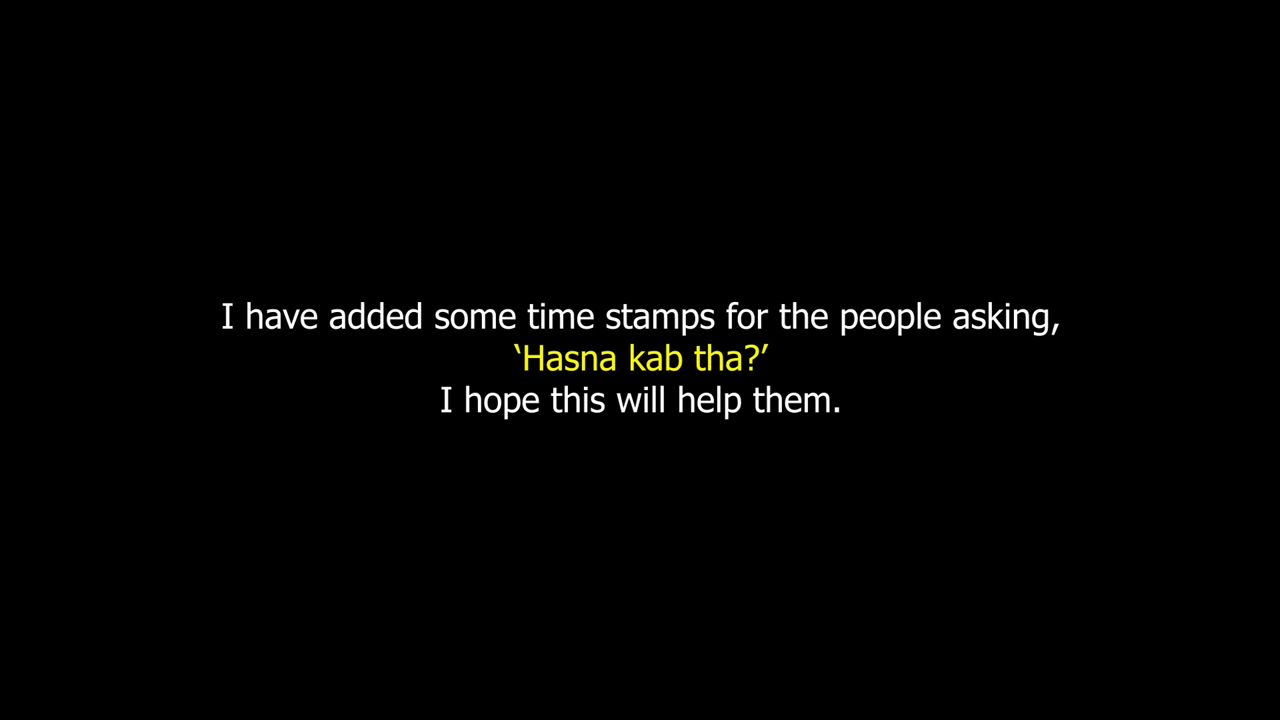 I have added some time stamps for the people asking,
‘Hasna kab tha?’
I hope this will help them.